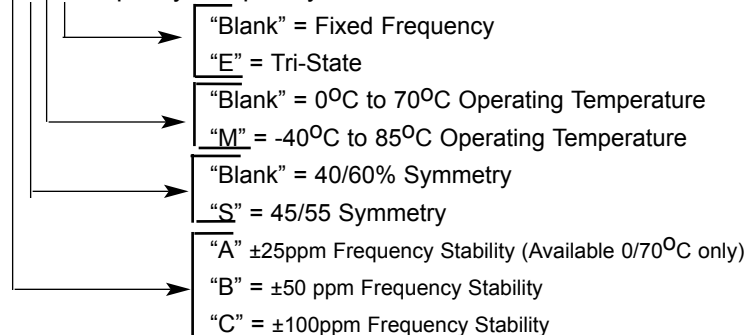 “Blank” = Fixed Frequency
“E” = Tri-State
“Blank” = 0ºC to 70ºC Operating Temperature
“M” = -40ºC to 85ºC Operating Temperature
“Blank” = 40/60% Symmetry
“S” = 45/55 Symmetry
“A” ±25ppm Frequency Stability (Available 0/70ºC only)
“B” = ±50 ppm Frequency Stability
“C” = ±100ppm Frequency Stability